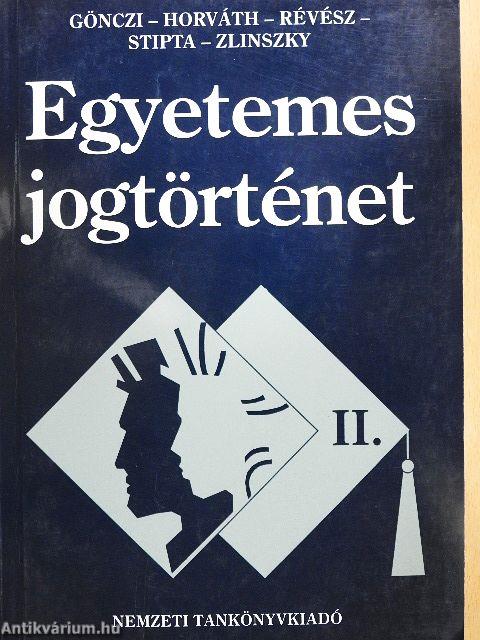 GÖNCZI – HORVÁTH – RÉVÉSZ –
STIPTA – ZLINSZKY
Egyetemes
jogtörténet
II.
NEMZETI TANKÖNYVKIADÓ
Antikvárium.hu